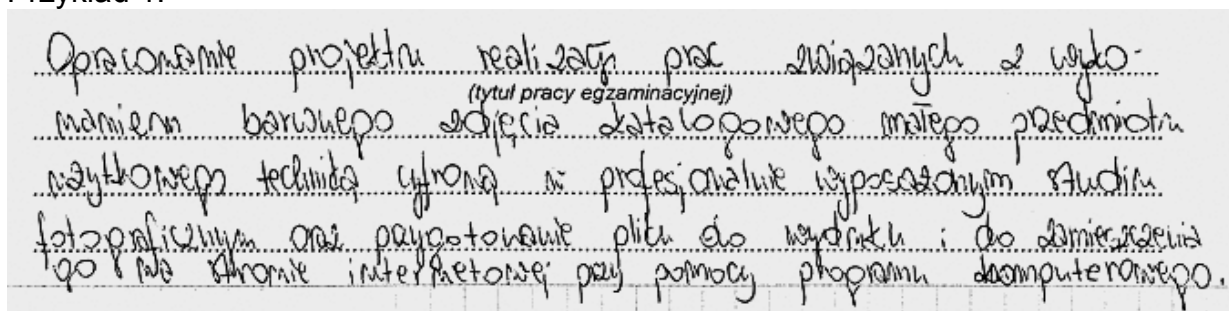 Przykład 1.
Opracowanie projektu realizacji prac związanych z wyko-
(tytuł pracy egzaminacyjnej)
naniem barwnego zdjęcia katalogowego małego przedmiotu
użytkowego techniką cyfrową w profesjonalnie wyposażonym studiu
fotograficznym oraz przygotowanie pliku do wydruku i do zamieszczenia
go na stronie internetowej przy pomocy programu komputerowego.